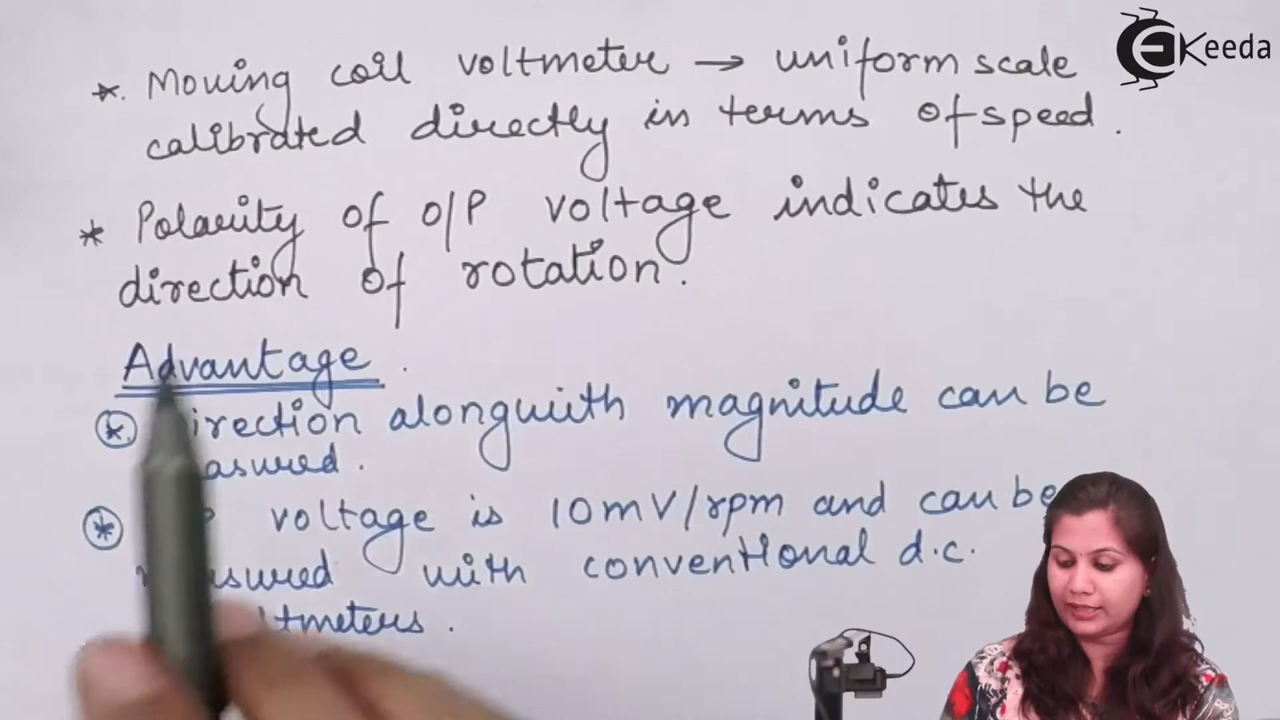 Keeda
*. Moving coil voltmeter → uniform scale
calibrated directly in terms of speed.
* Polarity of O/P voltage indicates the
direction of rotation.
Advantage.
*. irection alongwith magnitude can be
asured.
* P voltage is 10mV/rpm and can be
sured with conventional d.c.
ltmeters.